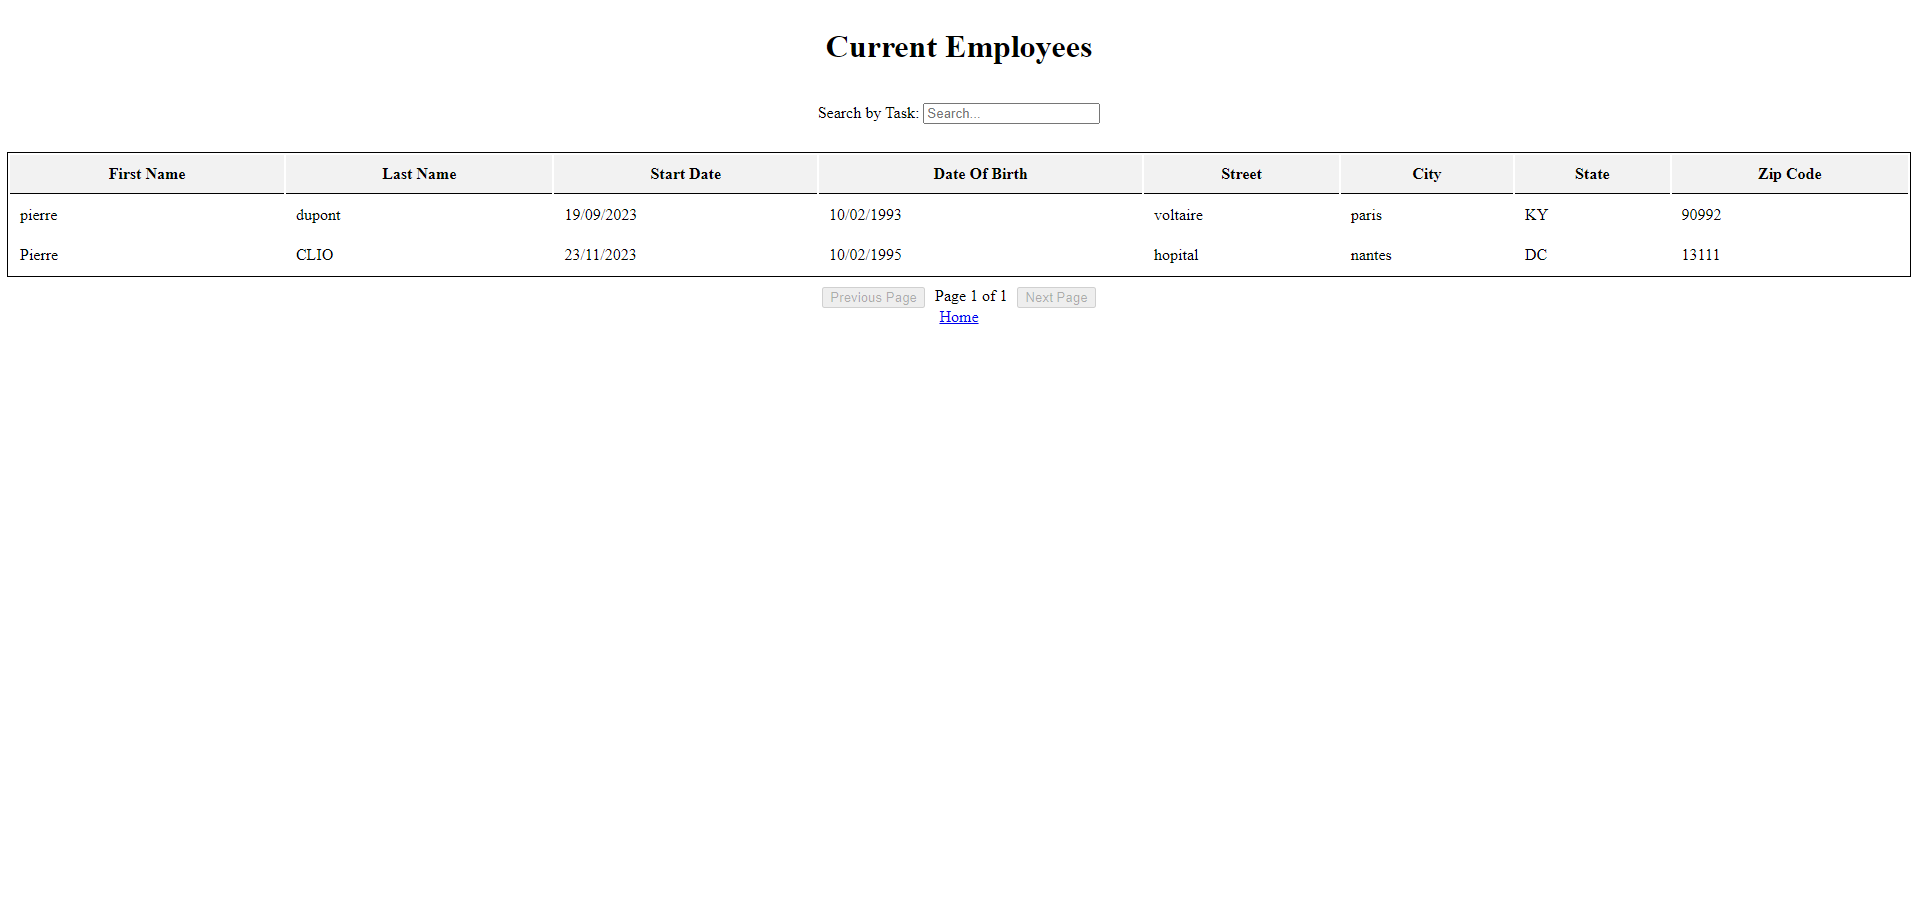 Current Employees
Search by Task: Search...
First Name Last Name Start Date Date Of Birth Street City State Zip Code
pierre dupont 19/09/2023 10/02/1993 voltaire paris KY 90992
Pierre CLIO 23/11/2023 10/02/1995 hopital nantes DC 13111
Previous Page Page 1 of 1 Next Page
Home